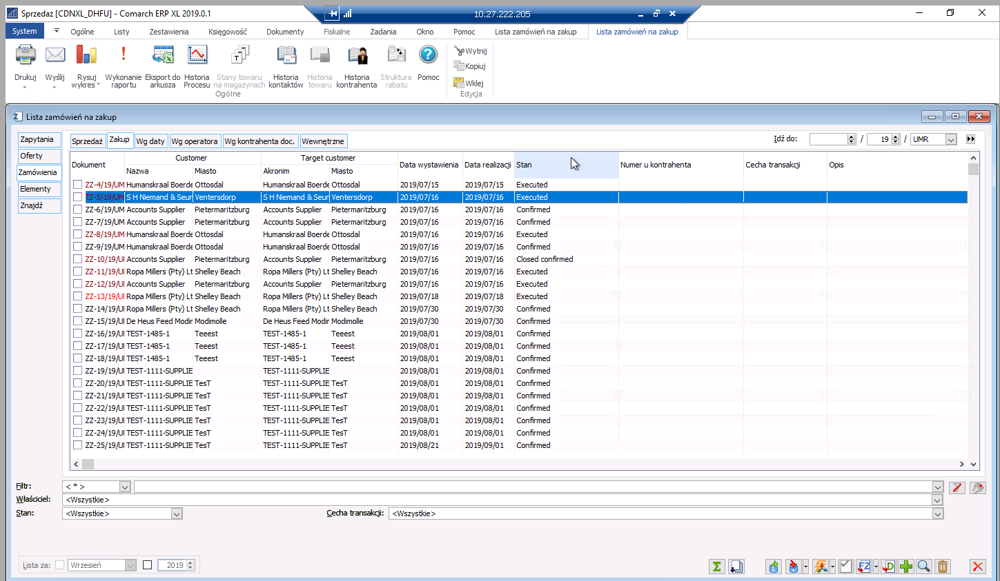 Sprzedaż [CDNXL_DHFU] - Comarch ERP XL 2019.0.1
10.27.222.205
System Ogólne Listy Zestawienia Księgowość Dokumenty Fiskalne Zadania Okno Pomoc Lista zamówień na zakup Lista zamówień na zakup
Drukuj Wyślij Rysuj wykres Wykonanie raportu Eksport do arkusza Historia Procesu Stany towaru na magazynach Historia kontaktów Historia towaru Historia kontrahenta Struktura rabatu Pomoc
Wytnij
Kopiuj
Wklej
Ogólne Edycja
Lista zamówień na zakup
Zapytania
Oferty
Zamówienia
Elementy
Znajdź
Sprzedaż Zakup Wg daty Wg operatora Wg kontrahenta doc. Wewnętrzne
Idź do: / 19 / UMR
Dokument Customer Target customer Data wystawienia Data realizacji Stan Numer u kontrahenta Cecha transakcji Opis
Nazwa Miasto Akronim Miasto
ZZ-4/19/UM Humanskraal Boerde Ottosdal Humanskraal Boerde Ottosdal 2019/07/15 2019/07/15 Executed
ZZ-5/19/UM S H Niemand & Seur Ventersdorp S H Niemand & Seur Ventersdorp 2019/07/16 2019/07/16 Executed
ZZ-6/19/UM Accounts Supplier Pietermaritzburg Accounts Supplier Pietermaritzburg 2019/07/16 2019/07/16 Confirmed
ZZ-7/19/UM Accounts Supplier Pietermaritzburg Accounts Supplier Pietermaritzburg 2019/07/16 2019/07/16 Confirmed
ZZ-8/19/UM Humanskraal Boerde Ottosdal Humanskraal Boerde Ottosdal 2019/07/16 2019/07/16 Executed
ZZ-9/19/UM Humanskraal Boerde Ottosdal Humanskraal Boerde Ottosdal 2019/07/16 2019/07/16 Confirmed
ZZ-10/19/UI Accounts Supplier Pietermaritzburg Accounts Supplier Pietermaritzburg 2019/07/16 2019/07/16 Closed confirmed
ZZ-11/19/UI Ropa Millers (Pty) Lt Shelley Beach Ropa Millers (Pty) Lt Shelley Beach 2019/07/16 2019/07/16 Executed
ZZ-12/19/UI Accounts Supplier Pietermaritzburg Accounts Supplier Pietermaritzburg 2019/07/16 2019/07/16 Executed
ZZ-13/19/UI Ropa Millers (Pty) Lt Shelley Beach Ropa Millers (Pty) Lt Shelley Beach 2019/07/18 2019/07/18 Executed
ZZ-14/19/UI Ropa Millers (Pty) Lt Shelley Beach Ropa Millers (Pty) Lt Shelley Beach 2019/07/30 2019/07/30 Confirmed
ZZ-15/19/UI De Heus Feed Modir Modimolle De Heus Feed Modir Modimolle 2019/07/30 2019/07/30 Confirmed
ZZ-16/19/UI TEST-1485-1 Teeest TEST-1485-1 Teeest 2019/08/01 2019/08/01 Confirmed
ZZ-17/19/UI TEST-1485-1 Teeest TEST-1485-1 Teeest 2019/08/01 2019/08/01 Confirmed
ZZ-18/19/UI TEST-1485-1 Teeest TEST-1485-1 Teeest 2019/08/01 2019/08/01 Confirmed
ZZ-19/19/UI TEST-1111-SUPPLIE TEST-1111-SUPPLIE 2019/08/01 2019/08/01 Confirmed
ZZ-20/19/UI TEST-1111-SUPPLIE TesT TEST-1111-SUPPLIE TesT 2019/08/01 2019/08/01 Confirmed
ZZ-21/19/UI TEST-1111-SUPPLIE TesT TEST-1111-SUPPLIE TesT 2019/08/01 2019/08/01 Confirmed
ZZ-22/19/UI TEST-1111-SUPPLIE TesT TEST-1111-SUPPLIE TesT 2019/08/01 2019/08/01 Confirmed
ZZ-23/19/UI TEST-1111-SUPPLIE TesT TEST-1111-SUPPLIE TesT 2019/08/01 2019/08/01 Confirmed
ZZ-24/19/UI TEST-1111-SUPPLIE TesT TEST-1111-SUPPLIE TesT 2019/08/01 2019/08/01 Confirmed
ZZ-25/19/UI TEST-1111-SUPPLIE TesT TEST-1111-SUPPLIE TesT 2019/08/21 2019/09/01 Confirmed
Filtr: < * >
Właściciel: <Wszystkie>
Stan: <Wszystkie> Cecha transakcji: <Wszystkie>
Lista za: Wrzesień 2019